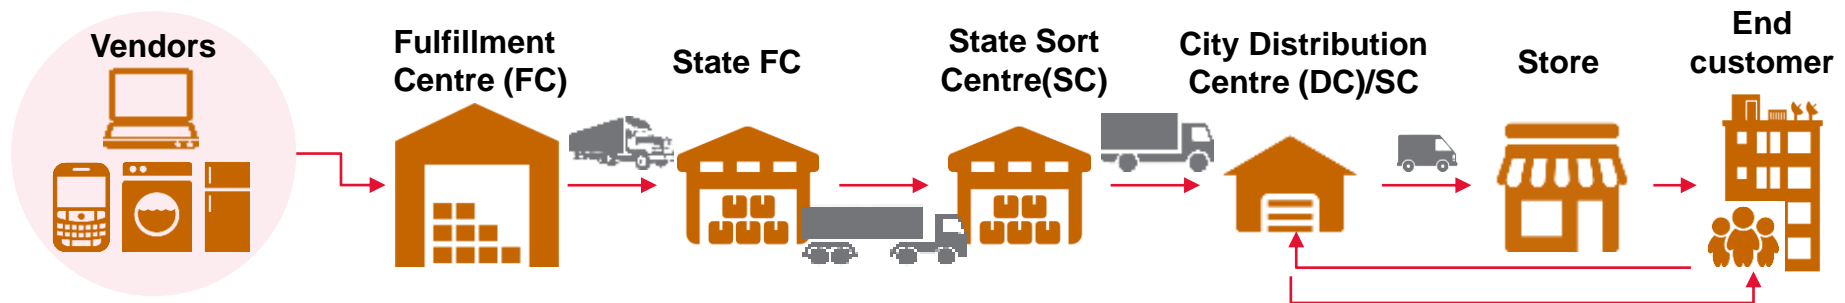 Vendors
Fulfillment
Centre (FC)
State FC
State Sort
Centre(SC)
City Distribution
Centre (DC)/SC
Store
End
customer